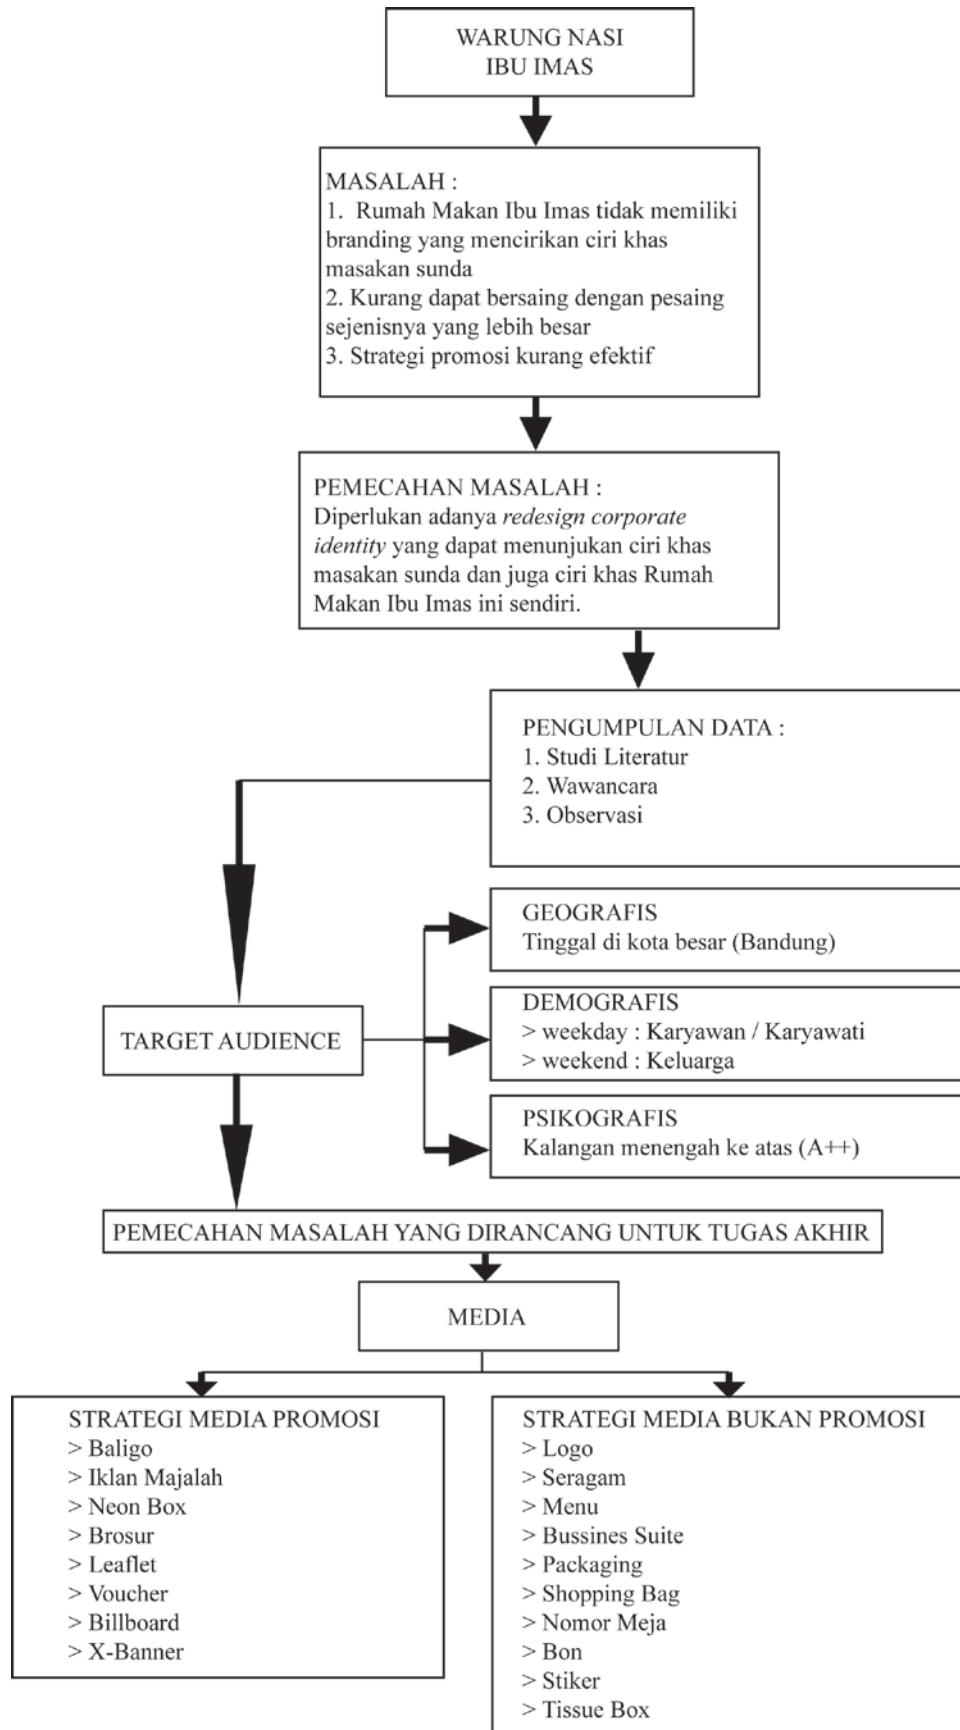 WARUNG NASI
IBU IMAS
MASALAH :
1. Rumah Makan Ibu Imas tidak memiliki
branding yang mencirikan ciri khas
masakan sunda
2. Kurang dapat bersaing dengan pesaing
sejenisnya yang lebih besar
3. Strategi promosi kurang efektif
PEMECAHAN MASALAH :
Diperlukan adanya redesign corporate
identity yang dapat menunjukan ciri khas
masakan sunda dan juga ciri khas Rumah
Makan Ibu Imas ini sendiri.
PENGUMPULAN DATA :
1. Studi Literatur
2. Wawancara
3. Observasi
TARGET AUDIENCE
GEOGRAFIS
Tinggal di kota besar (Bandung)
DEMOGRAFIS
> weekday : Karyawan / Karyawati
> weekend : Keluarga
PSIKOGRAFIS
Kalangan menengah ke atas (A++)
PEMECAHAN MASALAH YANG DIRANCANG UNTUK TUGAS AKHIR
MEDIA
STRATEGI MEDIA PROMOSI
> Baligo
> Iklan Majalah
> Neon Box
> Brosur
> Leaflet
> Voucher
> Billboard
> X-Banner
STRATEGI MEDIA BUKAN PROMOSI
> Logo
> Seragam
> Menu
> Bussines Suite
> Packaging
> Shopping Bag
> Nomor Meja
> Bon
> Stiker
> Tissue Box